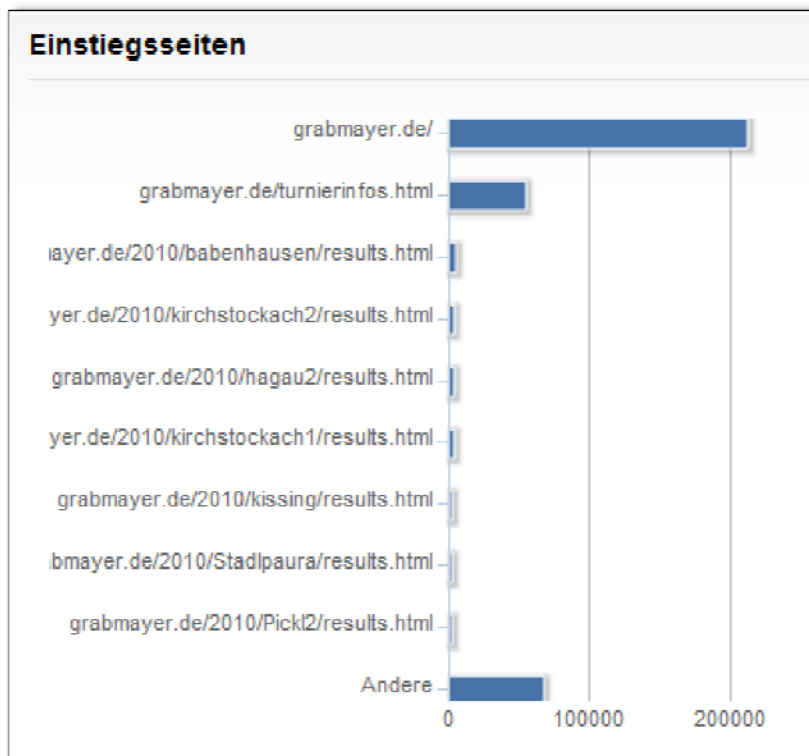 Einstiegsseiten
grabmayer.de/
grabmayer.de/turnierinfos.html
ayer.de/2010/babenhausen/results.html
yer.de/2010/kirchstockach2/results.html
grabmayer.de/2010/hagau2/results.html
yer.de/2010/kirchstockach1/results.html
grabmayer.de/2010/kissing/results.html
bmayer.de/2010/Stadlpaura/results.html
grabmayer.de/2010/Pickl2/results.html
Andere
0 100000 200000